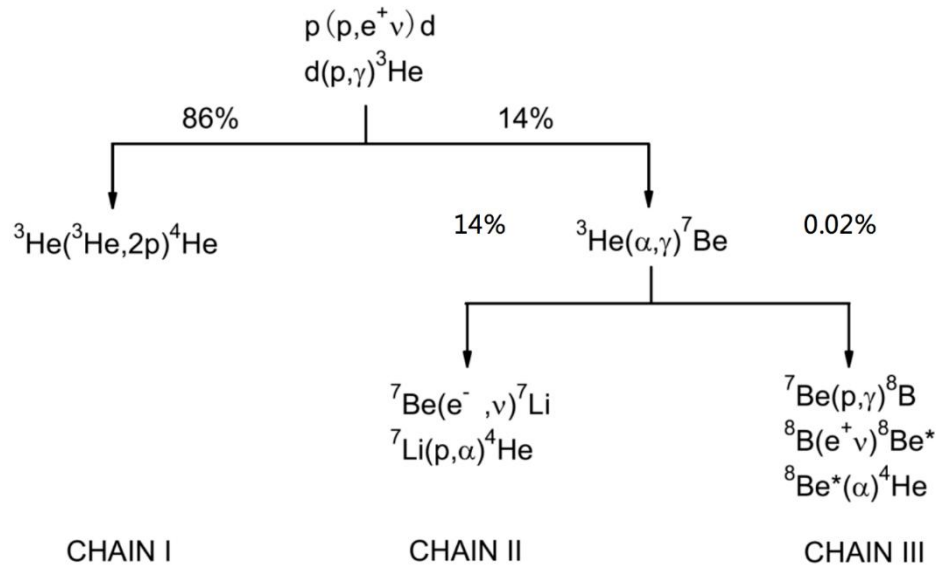 p(p,e⁺ν)d
d(p,γ)³He
86%
14%
³He(³He,2p)⁴He
14%
³He(α,γ)⁷Be
0.02%
⁷Be(e⁻ ,ν)⁷Li
⁷Li(p,α)⁴He
⁷Be(p,γ)⁸B
⁸B(e⁺ν)⁸Be*
⁸Be*(α)⁴He
CHAIN I
CHAIN II
CHAIN III